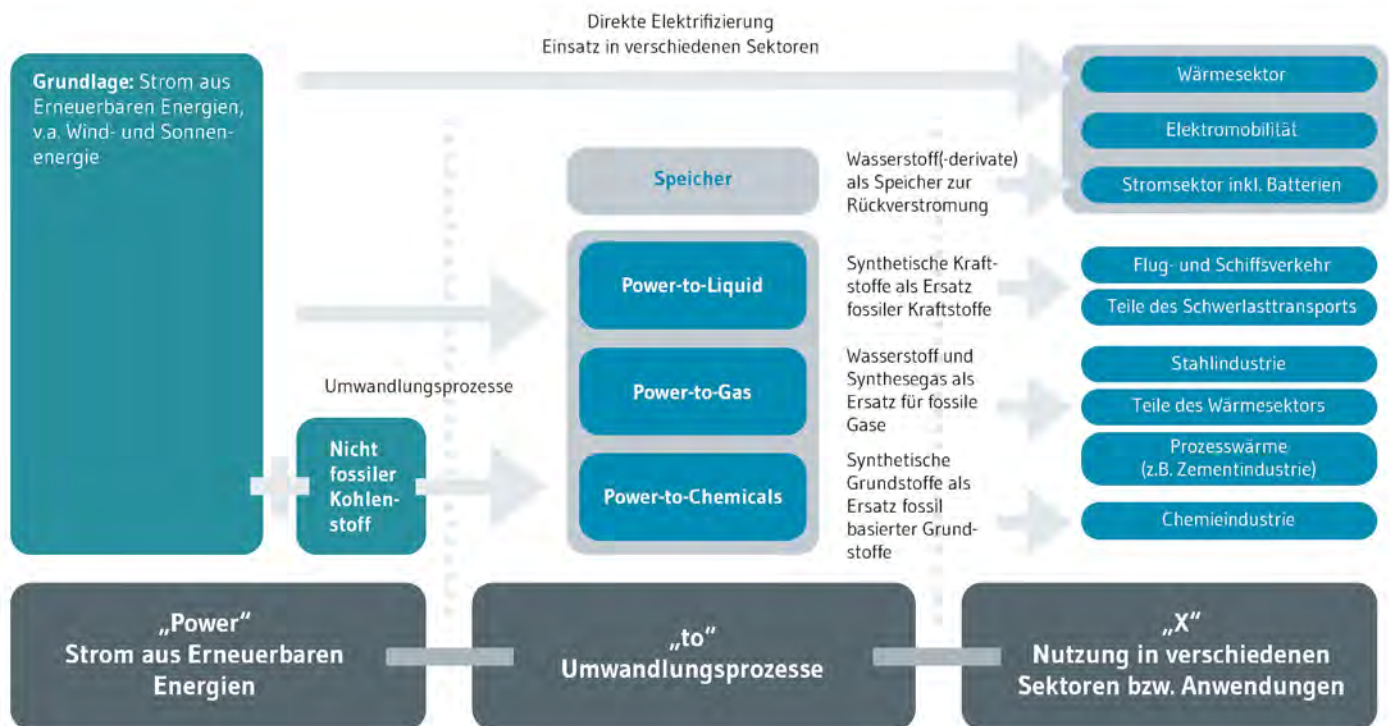 Direkte Elektrifizierung
Einsatz in verschiedenen Sektoren
Grundlage: Strom aus
Erneuerbaren Energien,
v.a. Wind- und Sonnen-
energie
Umwandlungsprozesse
Nicht
fossiler
Kohlen-
stoff
Speicher
Power-to-Liquid
Power-to-Gas
Power-to-Chemicals
Wasserstoff(-derivate)
als Speicher zur
Rückverstromung
Synthetische Kraft-
stoffe als Ersatz
fossiler Kraftstoffe
Wasserstoff und
Synthesegas als
Ersatz für fossile
Gase
Synthetische
Grundstoffe als
Ersatz fossil
basierter Grund-
stoffe
Wärmesektor
Elektromobilität
Stromsektor inkl. Batterien
Flug- und Schiffsverkehr
Teile des Schwerlasttransports
Stahlindustrie
Teile des Wärmesektors
Prozesswärme
(z.B. Zementindustrie)
Chemieindustrie
„Power“
Strom aus Erneuerbaren
Energien
„to“
Umwandlungsprozesse
„X“
Nutzung in verschiedenen
Sektoren bzw. Anwendungen